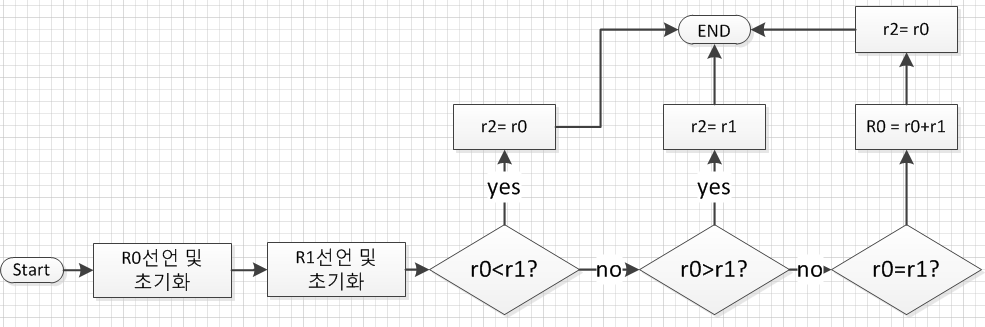 END
r2= r0
r2= r0
r2= r1
R0 = r0+r1
yes
yes
Start
R0선언 및
초기화
R1선언 및
초기화
r0<r1?
no
r0>r1?
no
r0=r1?